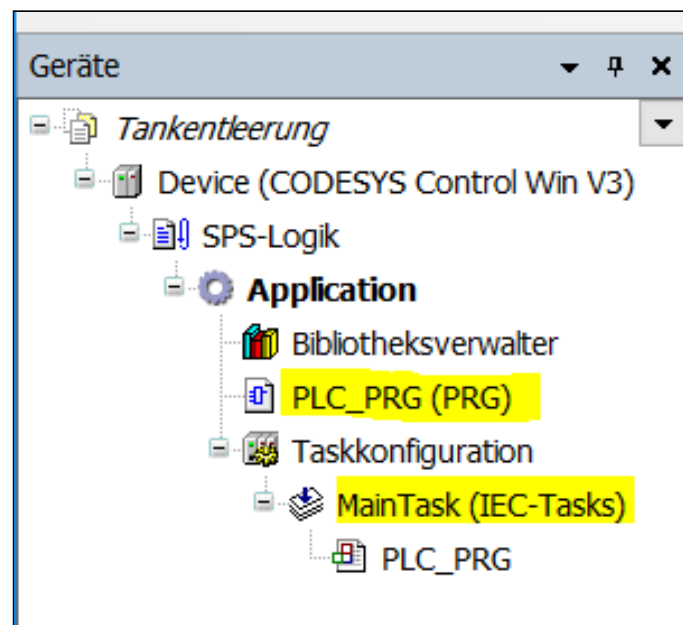 Geräte
Tankentleerung
Device (CODESYS Control Win V3)
SPS-Logik
Application
Bibliotheksverwalter
PLC_PRG (PRG)
Taskkonfiguration
MainTask (IEC-Tasks)
PLC_PRG